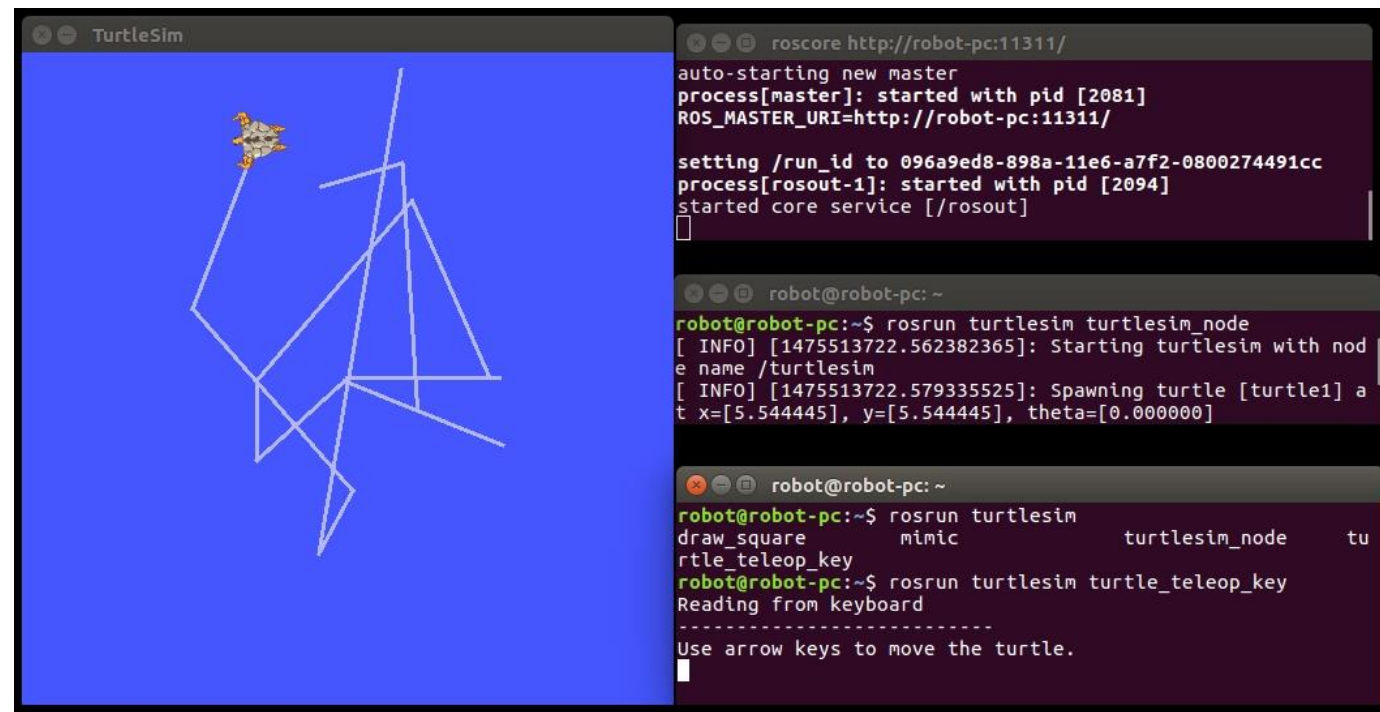 TurtleSim
roscore http://robot-pc:11311/
auto-starting new master
process[master]: started with pid [2081]
ROS_MASTER_URI=http://robot-pc:11311/
setting /run_id to 096a9ed8-898a-11e6-a7f2-0800274491cc
process[rosout-1]: started with pid [2094]
started core service [/rosout]
robot@robot-pc: ~
robot@robot-pc:~$ rosrun turtlesim turtlesim_node
[ INFO] [1475513722.562382365]: Starting turtlesim with nod
e name /turtlesim
[ INFO] [1475513722.579335525]: Spawning turtle [turtle1] a
t x=[5.544445], y=[5.544445], theta=[0.000000]
robot@robot-pc: ~
robot@robot-pc:~$ rosrun turtlesim
draw_square mimic turtlesim_node tu
rtle_teleop_key
robot@robot-pc:~$ rosrun turtlesim turtle_teleop_key
Reading from keyboard
---------------------------
Use arrow keys to move the turtle.